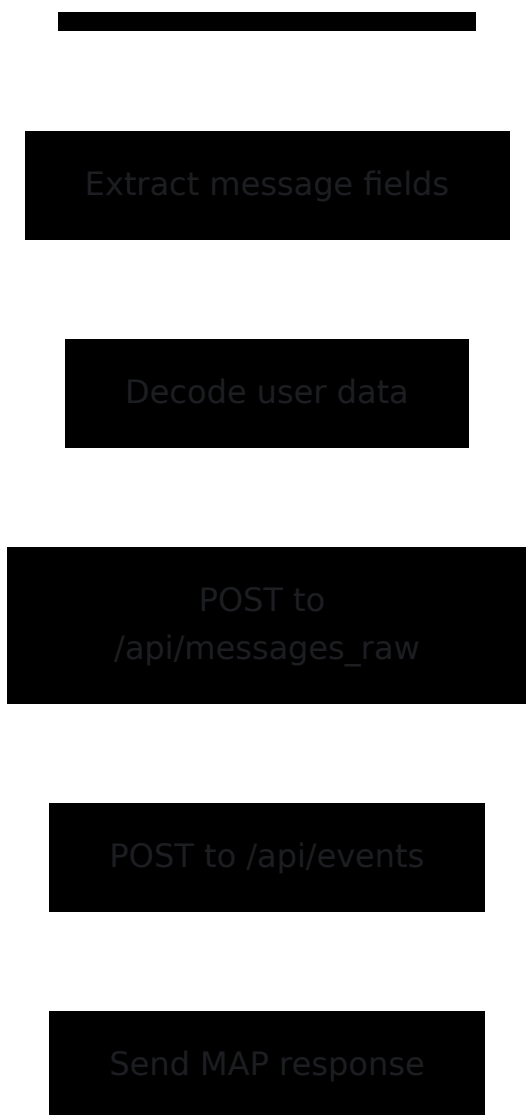 Extract message fields
Decode user data
POST to
/api/messages_raw
POST to /api/events
Send MAP response